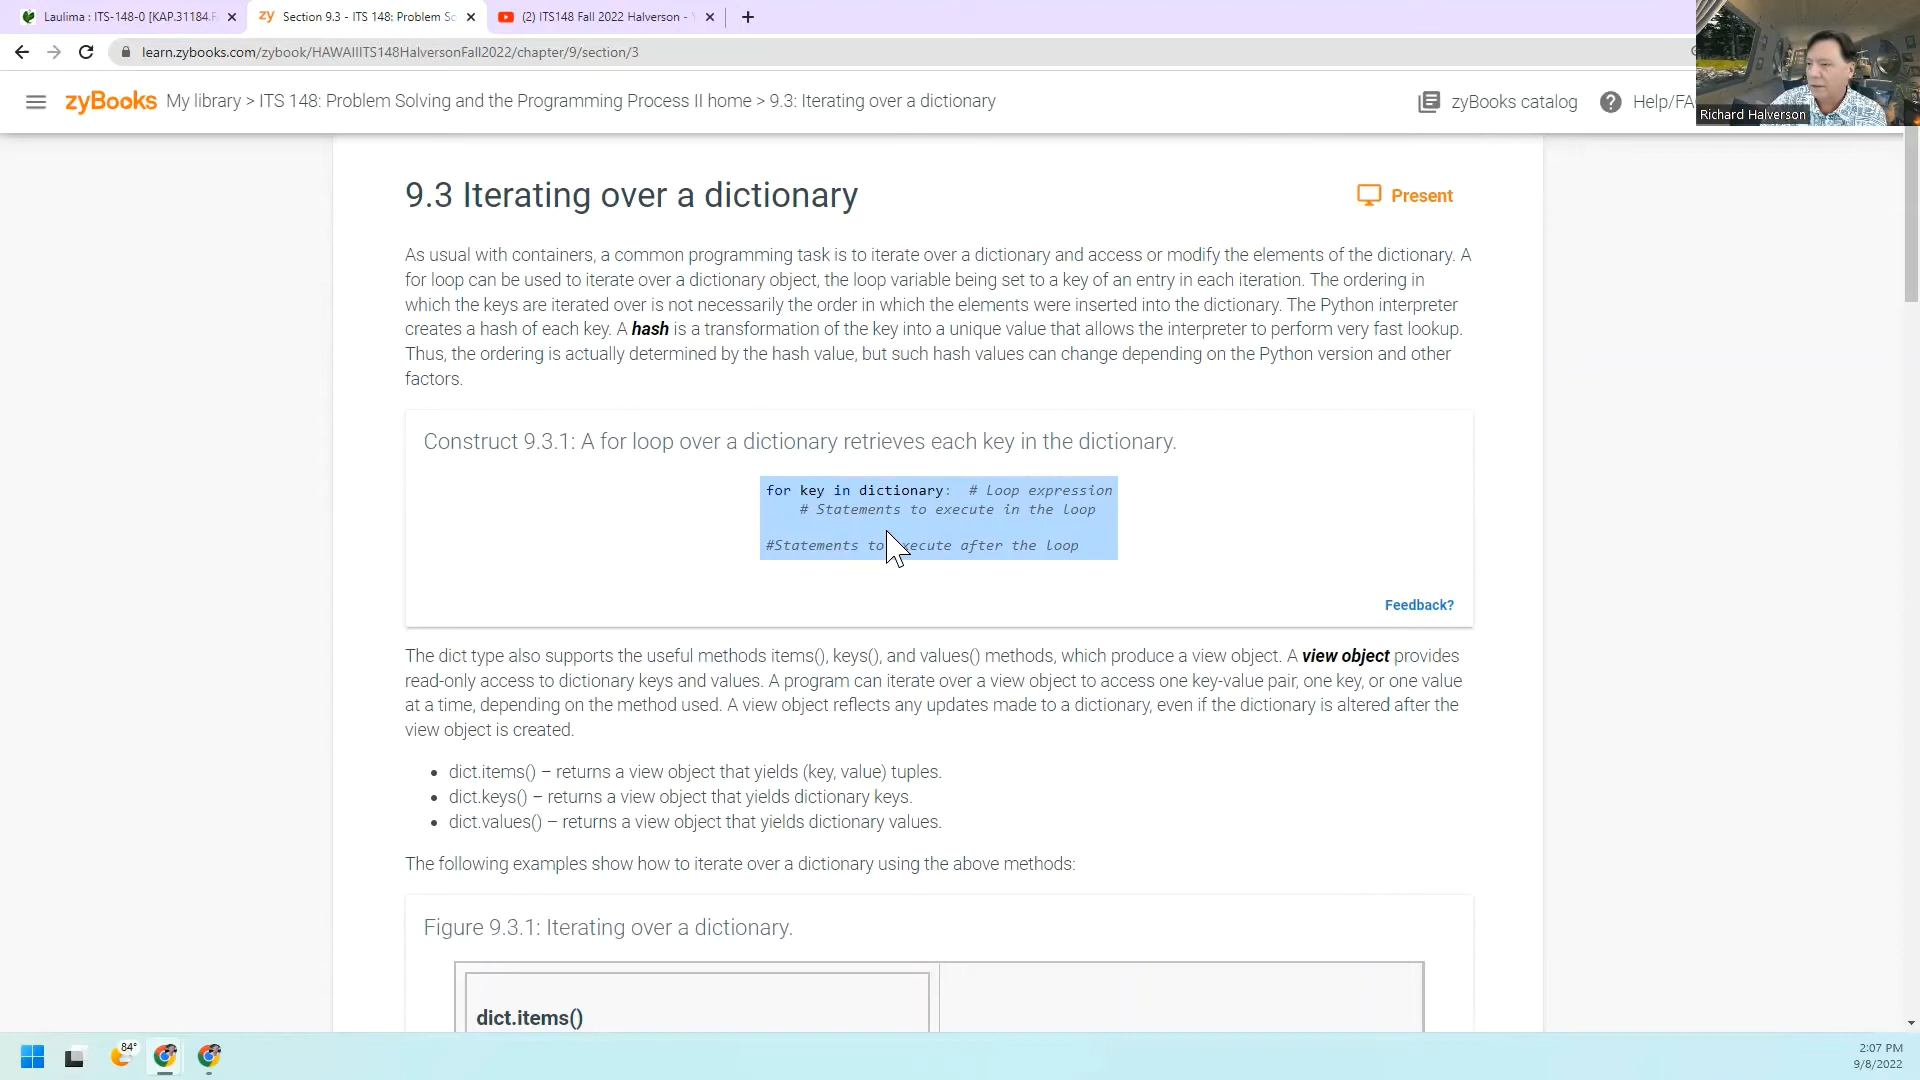 Laulima : ITS-148-0 [KAP.31184.F
zy Section 9.3 - ITS 148: Problem So
(2) ITS148 Fall 2022 Halverson -
learn.zybooks.com/zybook/HAWAIIITS148HalversonFall2022/chapter/9/section/3
zyBooks My library > ITS 148: Problem Solving and the Programming Process II home > 9.3: Iterating over a dictionary
zyBooks catalog
Help/FA
Richard Halverson
9.3 Iterating over a dictionary
Present
As usual with containers, a common programming task is to iterate over a dictionary and access or modify the elements of the dictionary. A
for loop can be used to iterate over a dictionary object, the loop variable being set to a key of an entry in each iteration. The ordering in
which the keys are iterated over is not necessarily the order in which the elements were inserted into the dictionary. The Python interpreter
creates a hash of each key. A hash is a transformation of the key into a unique value that allows the interpreter to perform very fast lookup.
Thus, the ordering is actually determined by the hash value, but such hash values can change depending on the Python version and other
factors.
Construct 9.3.1: A for loop over a dictionary retrieves each key in the dictionary.
for key in dictionary: # Loop expression
# Statements to execute in the loop
#Statements to execute after the loop
Feedback?
The dict type also supports the useful methods items(), keys(), and values() methods, which produce a view object. A view object provides
read-only access to dictionary keys and values. A program can iterate over a view object to access one key-value pair, one key, or one value
at a time, depending on the method used. A view object reflects any updates made to a dictionary, even if the dictionary is altered after the
view object is created.
• dict.items() – returns a view object that yields (key, value) tuples.
• dict.keys() – returns a view object that yields dictionary keys.
• dict.values() – returns a view object that yields dictionary values.
The following examples show how to iterate over a dictionary using the above methods:
Figure 9.3.1: Iterating over a dictionary.
dict.items()
84°
2:07 PM
9/8/2022